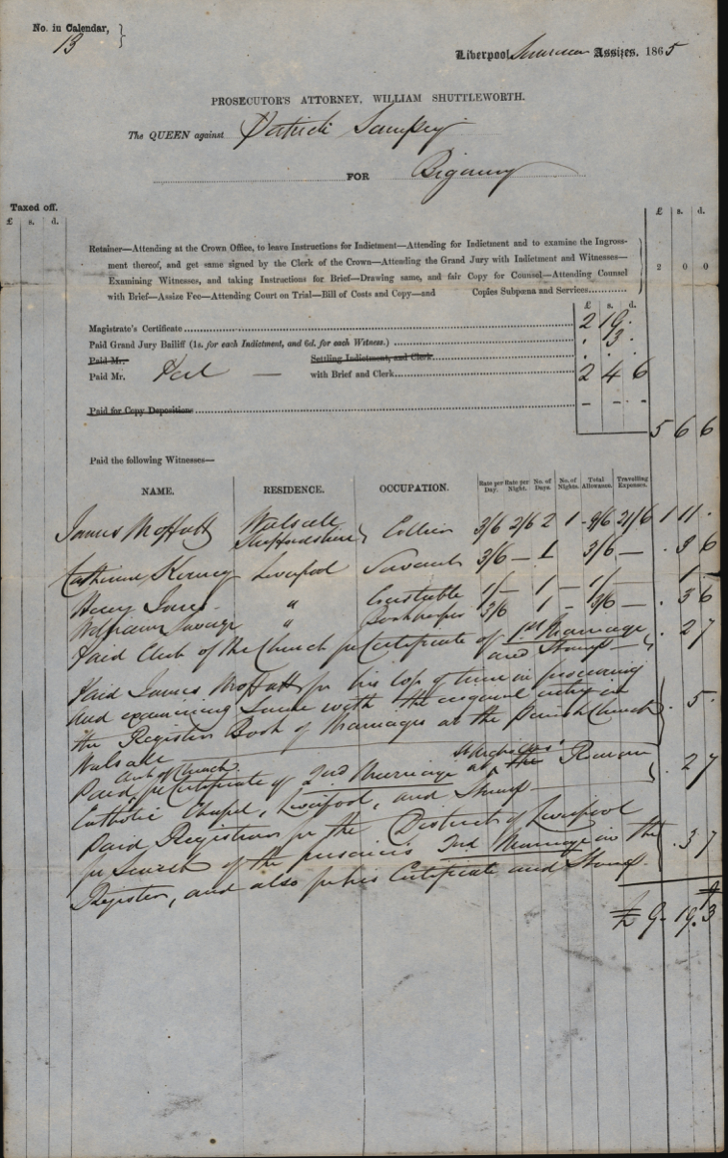 No. in Calendar,
13
Liverpool Summer Assizes. 1865
PROSECUTOR'S ATTORNEY, WILLIAM SHUTTLEWORTH.
The QUEEN against Patrick
FOR Bigamy
Taxed off.
£ s. d.
£ s. d.
Retainer—Attending at the Crown Office, to leave Instructions for Indictment—Attending for Indictment and to examine the Ingross-
ment thereof, and get same signed by the Clerk of the Crown—Attending the Grand Jury with Indictment and Witnesses—
Examining Witnesses, and taking Instructions for Brief—Drawing same, and fair Copy for Counsel—Attending Counsel
with Brief—Assize Fee—Attending Court on Trial—Bill of Costs and Copy—and Copies Subpœna and Services
2 0 0
£ s. d.
Magistrate's Certificate 2 19 .
Paid Grand Jury Bailiff (1s. for each Indictment, and 6d. for each Witness.) . 3 .
Paid Mr. Settling Indictment, and Clerk
Paid Mr. with Brief and Clerk 2 4 6
Paid for Copy Depositions – – –
5 6 6
Paid the following Witnesses—
NAME. RESIDENCE. OCCUPATION. Rate per Day. Rate per Night. No. of Days. No. of Nights. Total Allowance. Travelling Expenses.
James Moffatt Walsall Staffordshire Collier 3/6 2/6 2 1 9/6 21/6 1 11 .
Catherine Liverpool Servant 3/6 – 1 3/6 – . 3 6
Henry Jones " Constable 1/– – 1 – 1/– – . 1 –
William Savage " Bookkeeper 3/6 1 – 3/6 – . 3 6
Paid Clerk of the Church for Certificate of 1st Marriage
and Stamp . 2 7
Paid James Moffatt for his loss of time in procuring
and examining same with the original entry in
the Register Book of Marriages at the Parish Church
Walsall . 5 .
Clerk of Church
Paid for Certificate of 2nd Marriage at St Nicholas' Roman
Catholic Chapel, Liverpool, and Stamp . 2 7
Paid Registrar for the District of Liverpool
for Search of the prisoner's 2nd Marriage in the
Register, and also for his Certificate and Stamp. . 3 7
£ 9. 19. 3